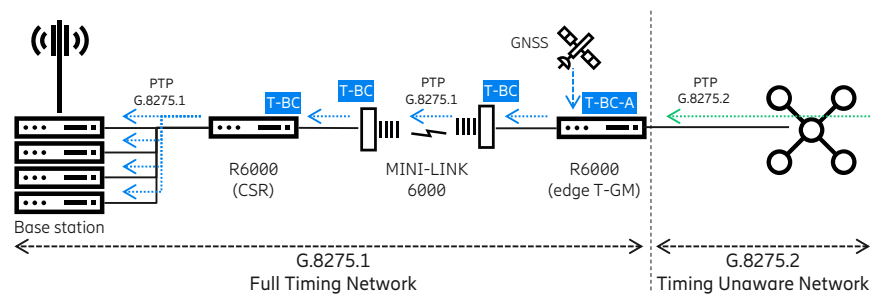 GNSS
PTP
G.8275.1
T-BC
T-BC
PTP
G.8275.1
T-BC
T-BC-A
PTP
G.8275.2
R6000
(CSR)
MINI-LINK
6000
R6000
(edge T-GM)
Base station
G.8275.1
Full Timing Network
G.8275.2
Timing Unaware Network